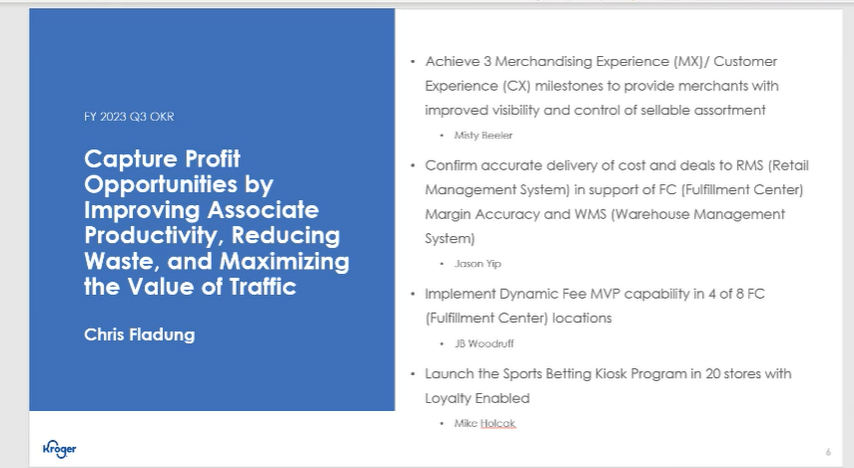 FY 2023 Q3 OKR
Capture Profit
Opportunities by
Improving Associate
Productivity, Reducing
Waste, and Maximizing
the Value of Traffic
Chris Fladung
• Achieve 3 Merchandising Experience (MX)/ Customer
Experience (CX) milestones to provide merchants with
improved visibility and control of sellable assortment
• Misty Beeler
• Confirm accurate delivery of cost and deals to RMS (Retail
Management System) in support of FC (Fulfillment Center)
Margin Accuracy and WMS (Warehouse Management
System)
• Jason Yip
• Implement Dynamic Fee MVP capability in 4 of 8 FC
(Fulfillment Center) locations
• JB Woodruff
• Launch the Sports Betting Kiosk Program in 20 stores with
Loyalty Enabled
• Mike Holcak
Kroger
6